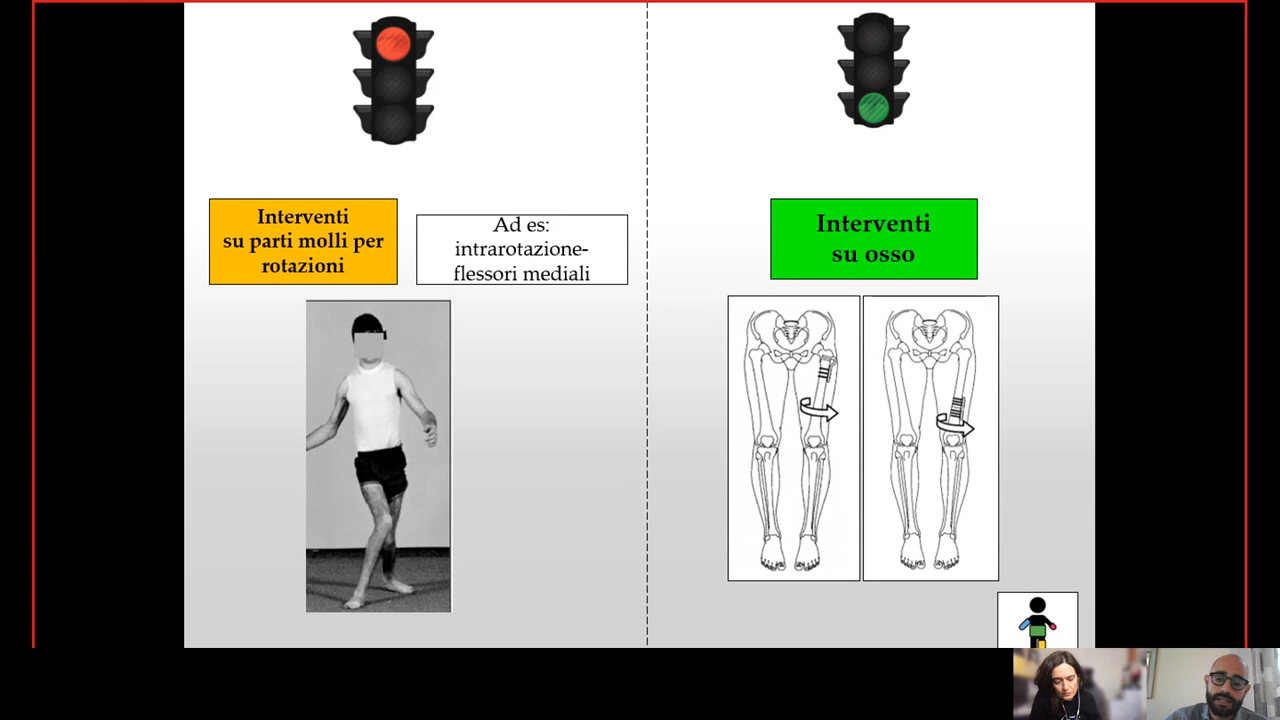 Interventi
su parti molli per
rotazioni
Ad es:
intrarotazione-
flessori mediali
Interventi
su osso